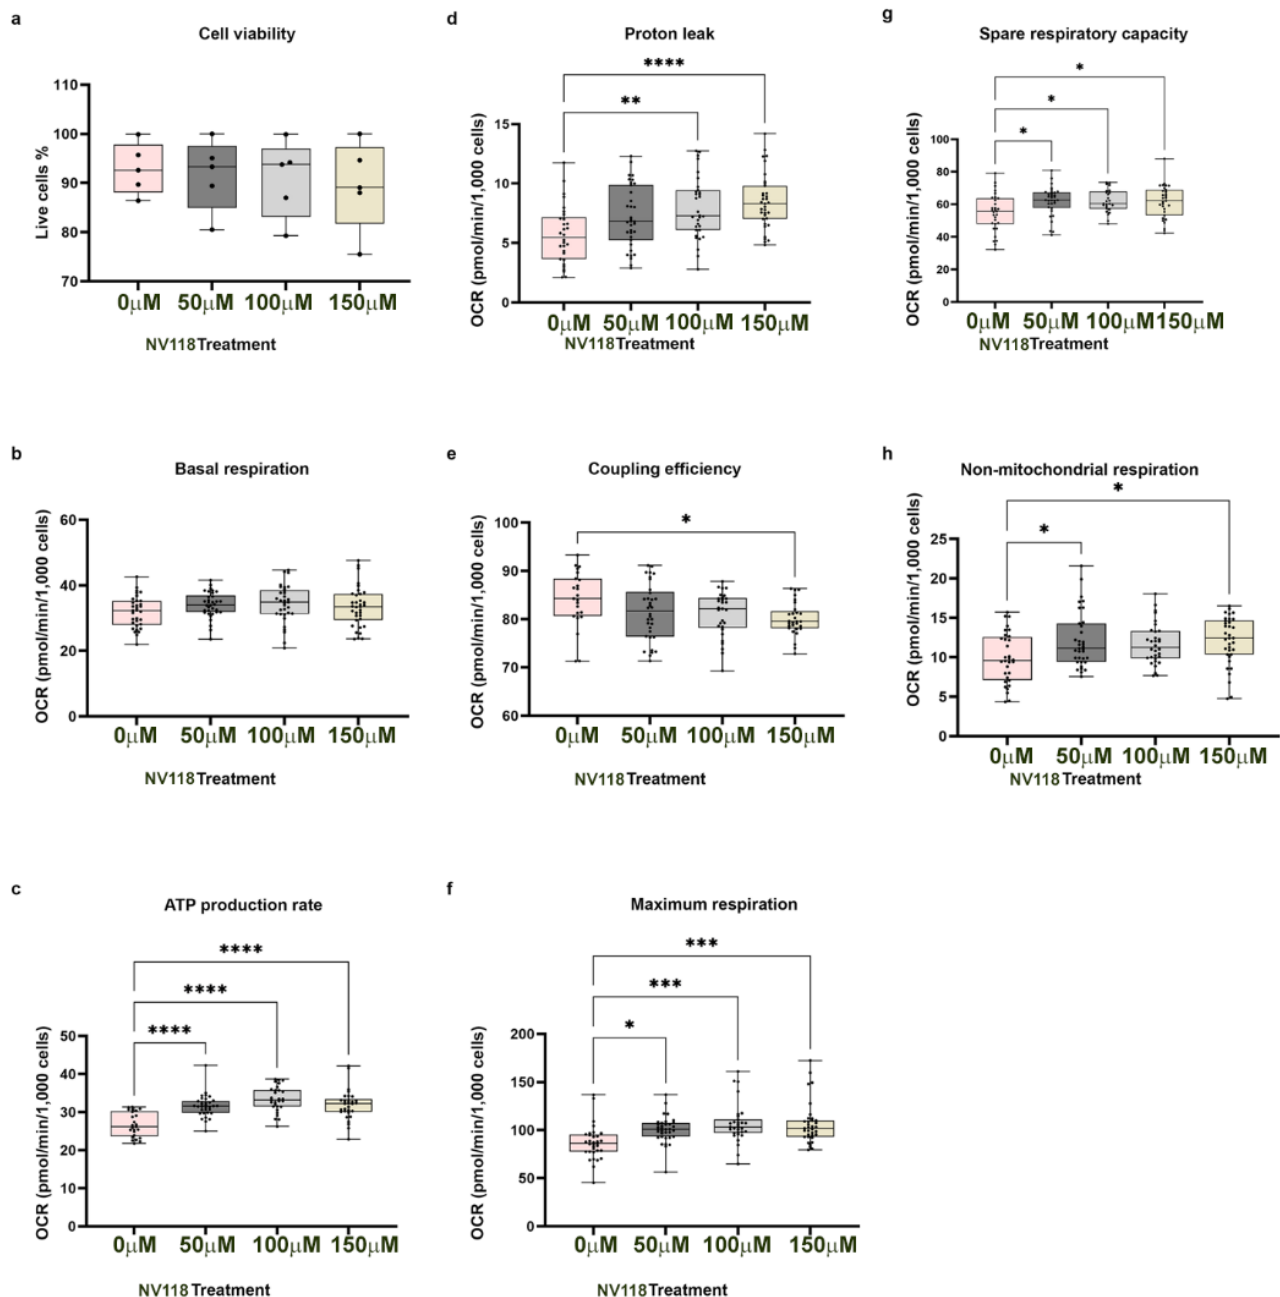 a
Cell viability
Live cells %
110
100
90
80
70
0μM 50μM 100μM 150μM
NV118 Treatment
b
Basal respiration
OCR (pmol/min/1,000 cells)
60
40
20
0
0μM 50μM 100μM 150μM
NV118 Treatment
c
ATP production rate
****
****
****
OCR (pmol/min/1,000 cells)
50
40
30
20
10
0
0μM 50μM 100μM 150μM
NV118 Treatment
d
Proton leak
****
**
OCR (pmol/min/1,000 cells)
15
10
5
0
0μM 50μM 100μM 150μM
NV118 Treatment
e
Coupling efficiency
*
OCR (pmol/min/1,000 cells)
100
90
80
70
60
0μM 50μM 100μM 150μM
NV118 Treatment
f
Maximum respiration
***
***
*
OCR (pmol/min/1,000 cells)
200
150
100
50
0
0μM 50μM 100μM 150μM
NV118 Treatment
g
Spare respiratory capacity
*
*
*
OCR (pmol/min/1,000 cells)
100
80
60
40
20
0
0μM 50μM 100μM 150μM
NV118 Treatment
h
Non-mitochondrial respiration
*
*
OCR (pmol/min/1,000 cells)
25
20
15
10
5
0
0μM 50μM 100μM 150μM
NV118 Treatment